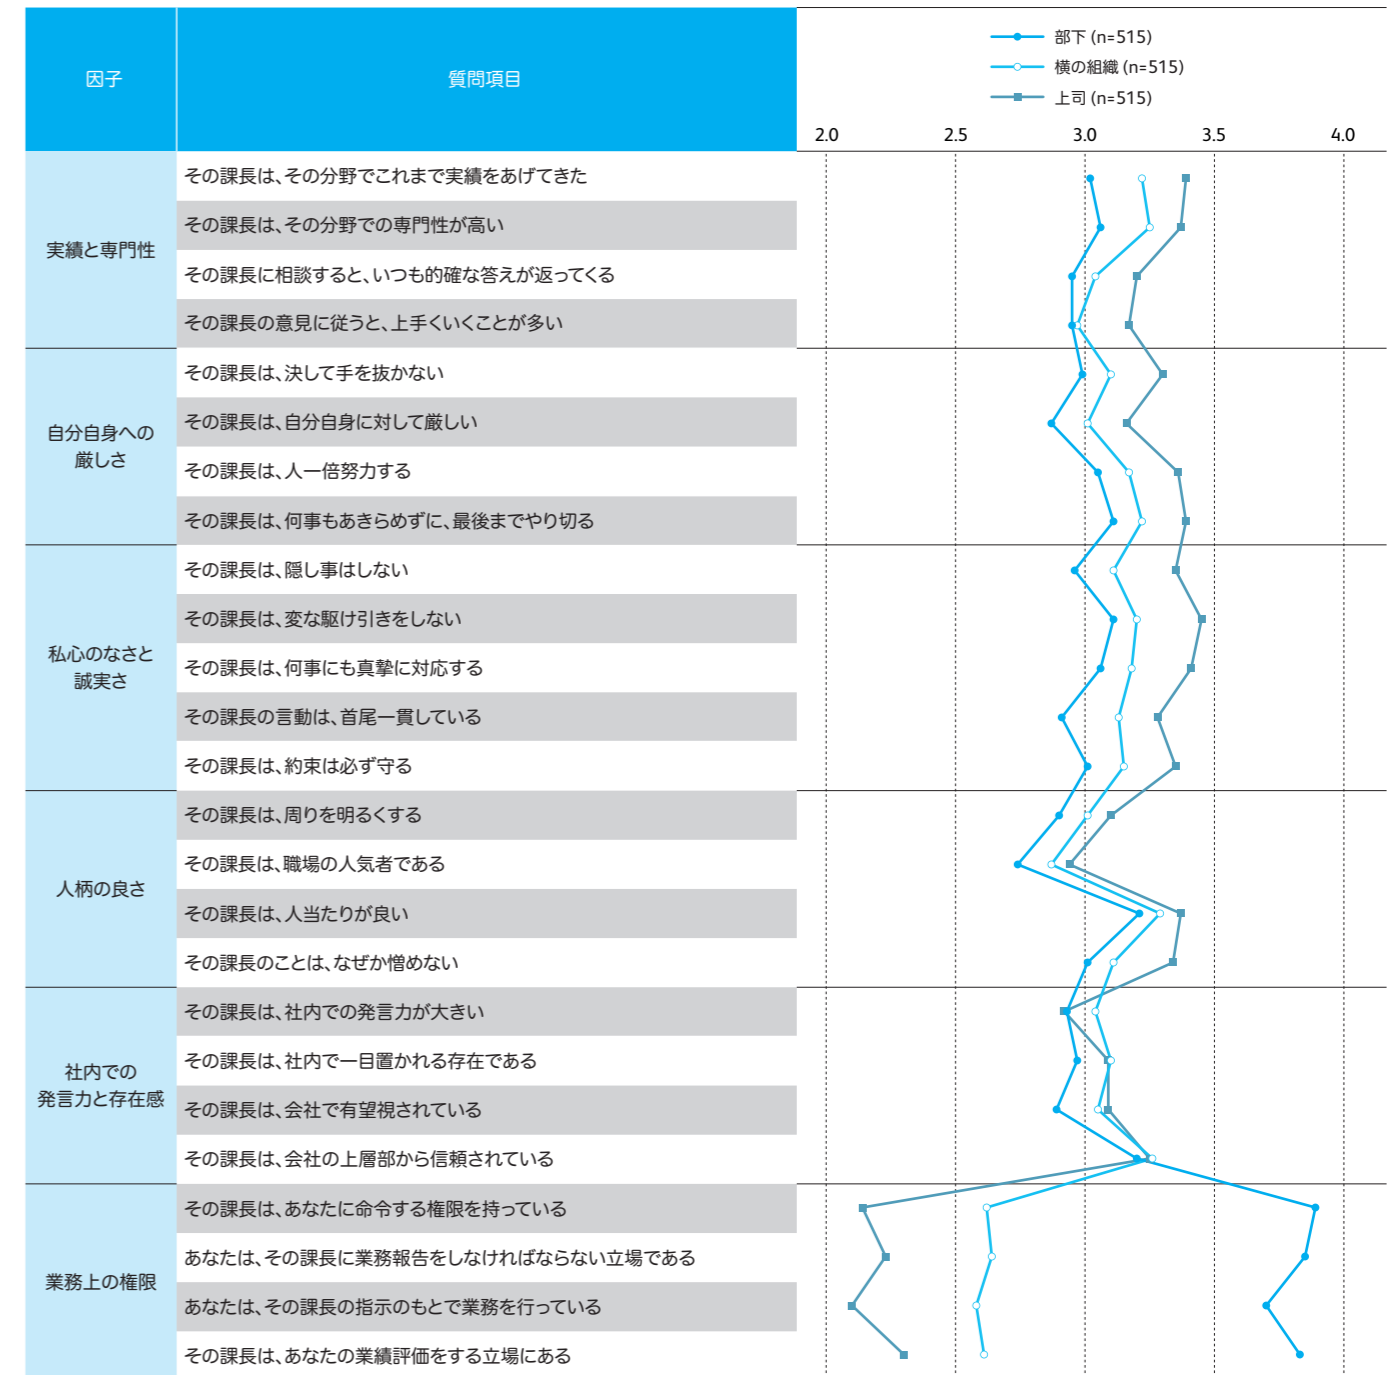 因子
質問項目
部下 (n=515)
横の組織 (n=515)
上司 (n=515)
2.0 2.5 3.0 3.5 4.0
実績と専門性
その課長は、その分野でこれまで実績をあげてきた
その課長は、その分野での専門性が高い
その課長に相談すると、いつも的確な答えが返ってくる
その課長の意見に従うと、上手くいくことが多い
自分自身への
厳しさ
その課長は、決して手を抜かない
その課長は、自分自身に対して厳しい
その課長は、人一倍努力する
その課長は、何事もあきらめずに、最後までやり切る
私心のなさと
誠実さ
その課長は、隠し事はしない
その課長は、変な駆け引きをしない
その課長は、何事にも真摯に対応する
その課長の言動は、首尾一貫している
その課長は、約束は必ず守る
人柄の良さ
その課長は、周りを明るくする
その課長は、職場の人気者である
その課長は、人当たりが良い
その課長のことは、なぜか憎めない
社内での
発言力と存在感
その課長は、社内での発言力が大きい
その課長は、社内で一目置かれる存在である
その課長は、会社で有望視されている
その課長は、会社の上層部から信頼されている
業務上の権限
その課長は、あなたに命令する権限を持っている
あなたは、その課長に業務報告をしなければならない立場である
あなたは、その課長の指示のもとで業務を行っている
その課長は、あなたの業績評価をする立場にある